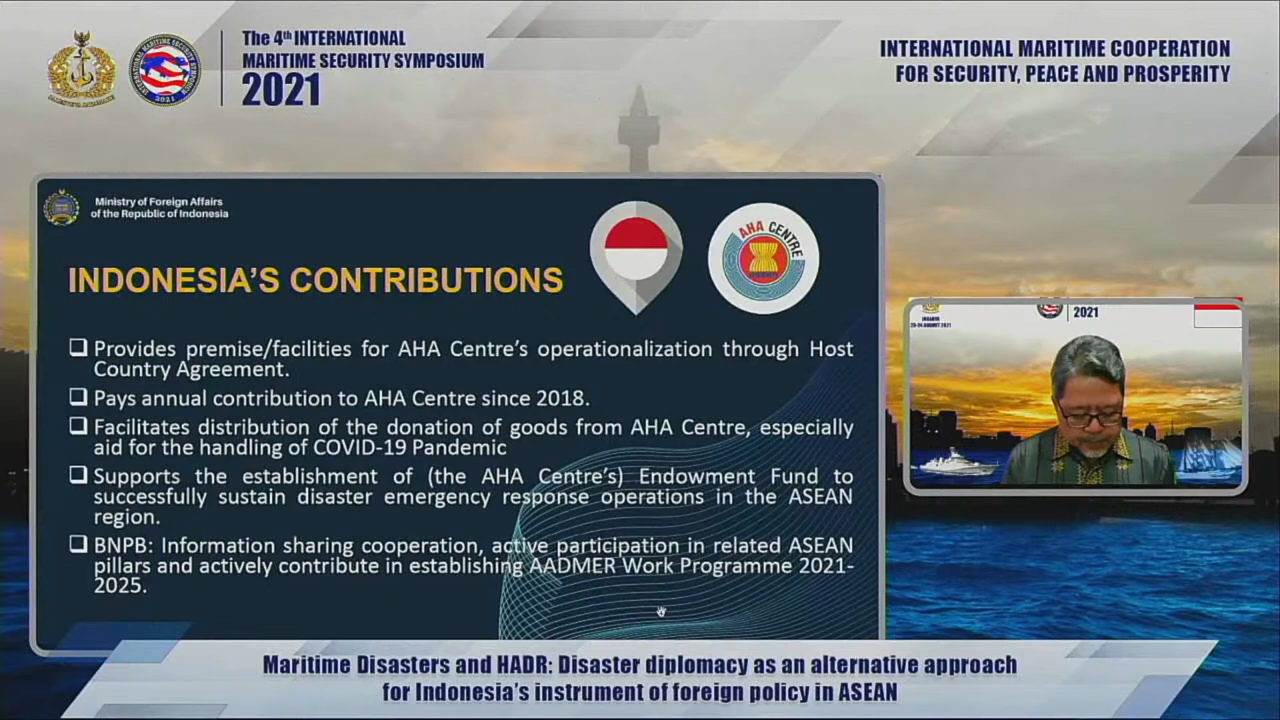 The 4th INTERNATIONAL
MARITIME SECURITY SYMPOSIUM
2021
INTERNATIONAL MARITIME COOPERATION
FOR SECURITY, PEACE AND PROSPERITY
INTERNATIONAL MARITIME SECURITY SYMPOSIUM
2021
Ministry of Foreign Affairs
of the Republic of Indonesia
AHA CENTRE
INDONESIA'S CONTRIBUTIONS
❑ Provides premise/facilities for AHA Centre's operationalization through Host
Country Agreement.
❑ Pays annual contribution to AHA Centre since 2018.
❑ Facilitates distribution of the donation of goods from AHA Centre, especially
aid for the handling of COVID-19 Pandemic
❑ Supports the establishment of (the AHA Centre's) Endowment Fund to
successfully sustain disaster emergency response operations in the ASEAN
region.
❑ BNPB: Information sharing cooperation, active participation in related ASEAN
pillars and actively contribute in establishing AADMER Work Programme 2021-
2025.
2021
Maritime Disasters and HADR: Disaster diplomacy as an alternative approach
for Indonesia's instrument of foreign policy in ASEAN